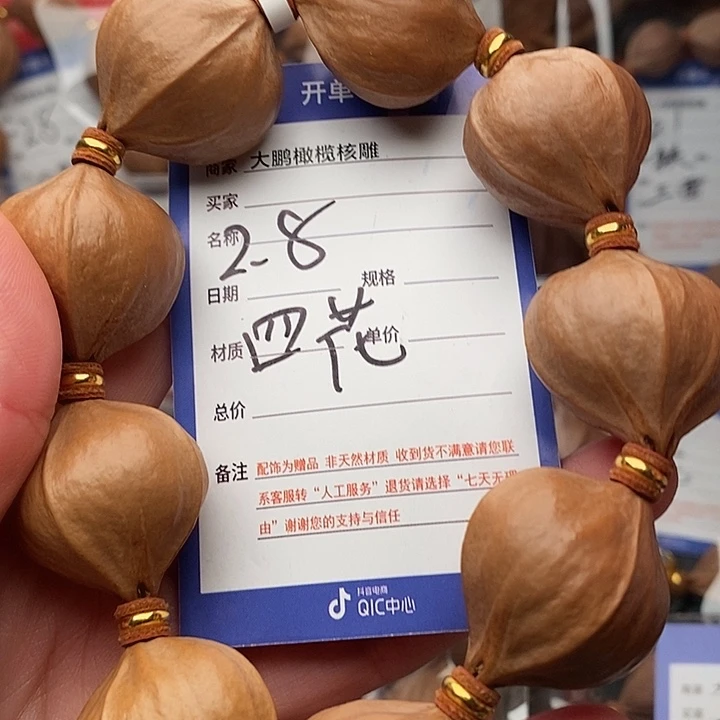 开单
商家 大鹏橄榄核雕
买家
名称 2.8
日期 规格
材质 四花 单价
总价
备注 配饰为赠品 非天然材质 收到货不满意请您联
系客服转“人工服务”退货请选择“七天无理
由”谢谢您的支持与信任
抖音电商
QIC中心